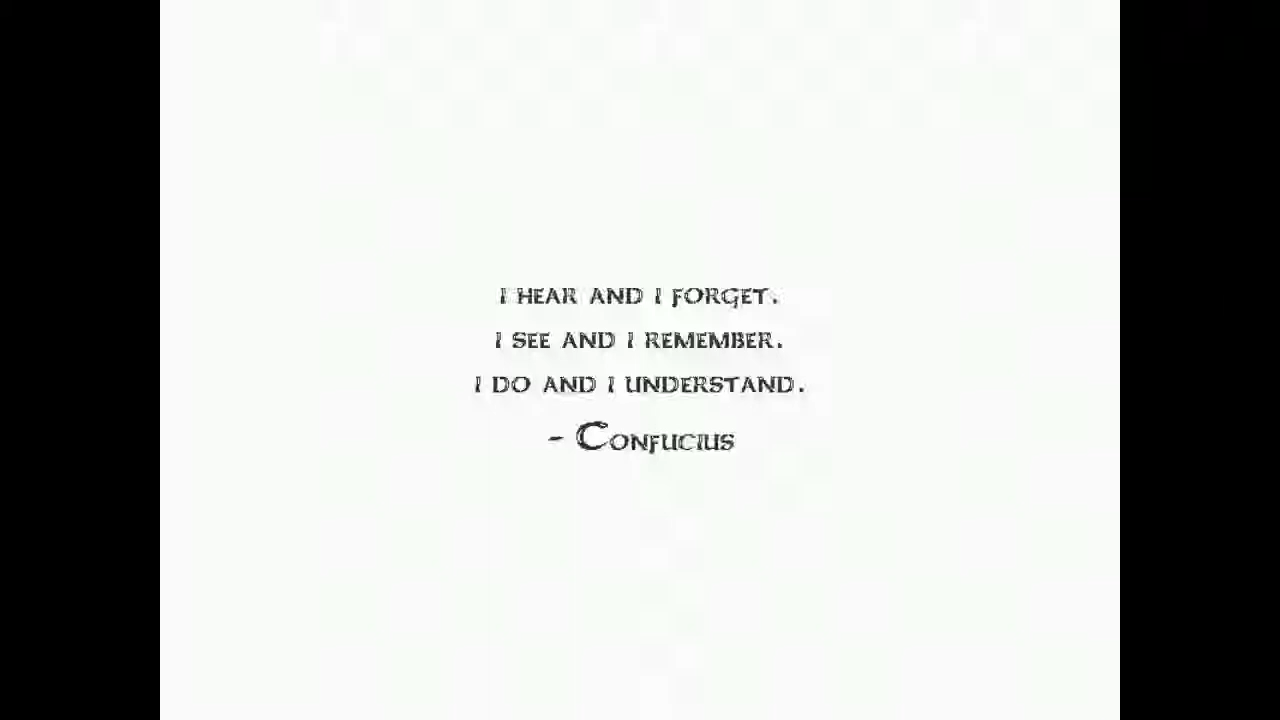 I HEAR AND I FORGET.
I SEE AND I REMEMBER.
I DO AND I UNDERSTAND.
- CONFUCIUS